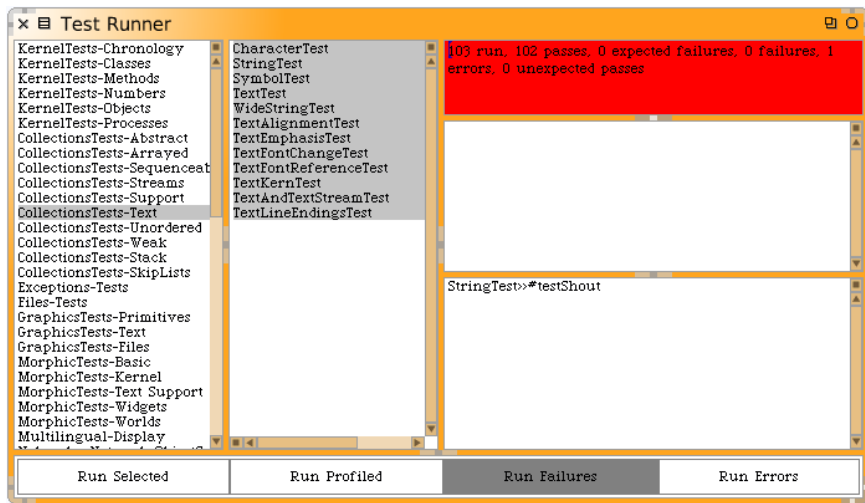 Test Runner
KernelTests-Chronology
KernelTests-Classes
KernelTests-Methods
KernelTests-Numbers
KernelTests-Objects
KernelTests-Processes
CollectionsTests-Abstract
CollectionsTests-Arrayed
CollectionsTests-Sequenceab
CollectionsTests-Streams
CollectionsTests-Support
CollectionsTests-Text
CollectionsTests-Unordered
CollectionsTests-Weak
CollectionsTests-Stack
CollectionsTests-SkipLists
Exceptions-Tests
Files-Tests
GraphicsTests-Primitives
GraphicsTests-Text
GraphicsTests-Files
MorphicTests-Basic
MorphicTests-Kernel
MorphicTests-Text Support
MorphicTests-Widgets
MorphicTests-Worlds
Multilingual-Display
CharacterTest
StringTest
SymbolTest
TextTest
WideStringTest
TextAlignmentTest
TextEmphasisTest
TextFontChangeTest
TextFontReferenceTest
TextKernTest
TextAndTextStreamTest
TextLineEndingsTest
103 run, 102 passes, 0 expected failures, 0 failures, 1
errors, 0 unexpected passes
StringTest>>#testShout
Run Selected
Run Profiled
Run Failures
Run Errors